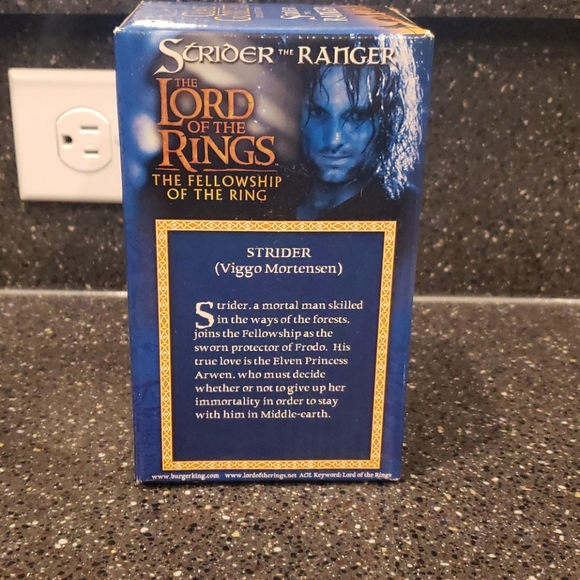 STRIDER THE RANGER
THE
LORD
OF THE
RINGS
THE FELLOWSHIP
OF THE RING
STRIDER
(Viggo Mortensen)
Strider, a mortal man skilled
in the ways of the forests,
joins the Fellowship as the
sworn protector of Frodo. His
true love is the Elven Princess
Arwen, who must decide
whether or not to give up her
immortality in order to stay
with him in Middle-earth.
www.burgerking.com www.lordoftherings.net AOL Keyword: Lord of the Rings